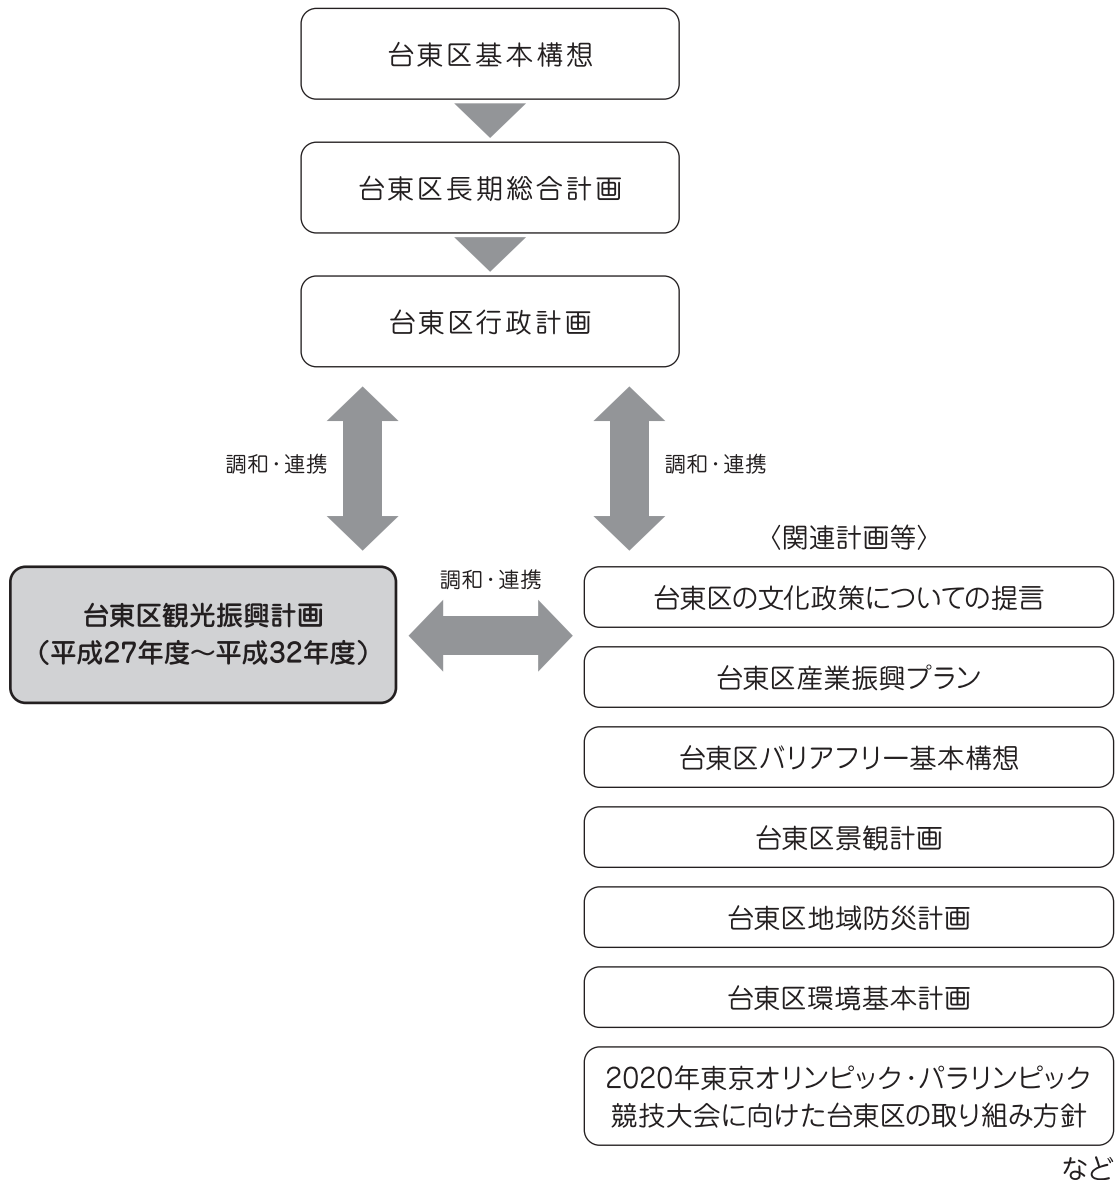 台東区基本構想
台東区長期総合計画
台東区行政計画
調和・連携
調和・連携
〈関連計画等〉
調和・連携
台東区観光振興計画
（平成27年度～平成32年度）
台東区の文化政策についての提言
台東区産業振興プラン
台東区バリアフリー基本構想
台東区景観計画
台東区地域防災計画
台東区環境基本計画
2020年東京オリンピック・パラリンピック
競技大会に向けた台東区の取り組み方針
など